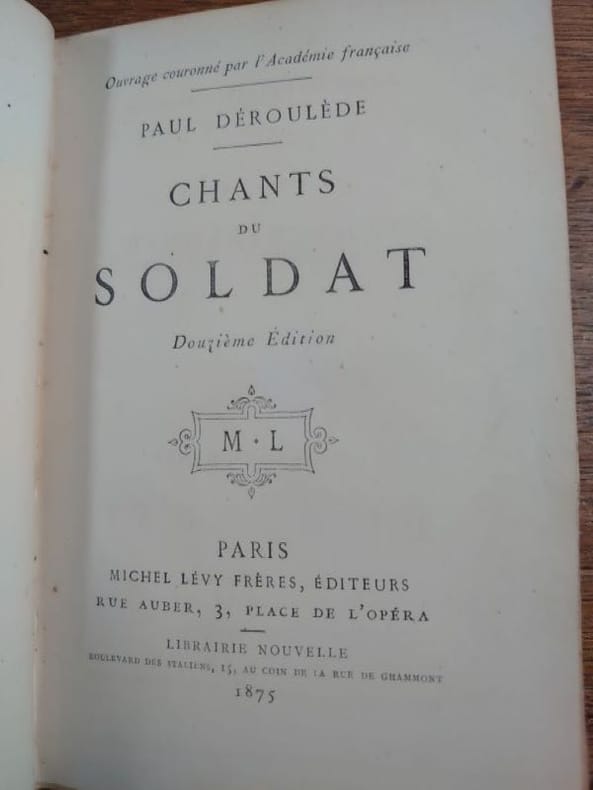 Ouvrage couronné par l'Académie française
PAUL DÉROULÈDE
CHANTS
DU
SOLDAT
Douzième Édition
M · L
PARIS
MICHEL LÉVY FRÈRES, ÉDITEURS
RUE AUBER, 3, PLACE DE L'OPÉRA
LIBRAIRIE NOUVELLE
BOULEVARD DES ITALIENS, 15, AU COIN DE LA RUE DE GRAMMONT
1875